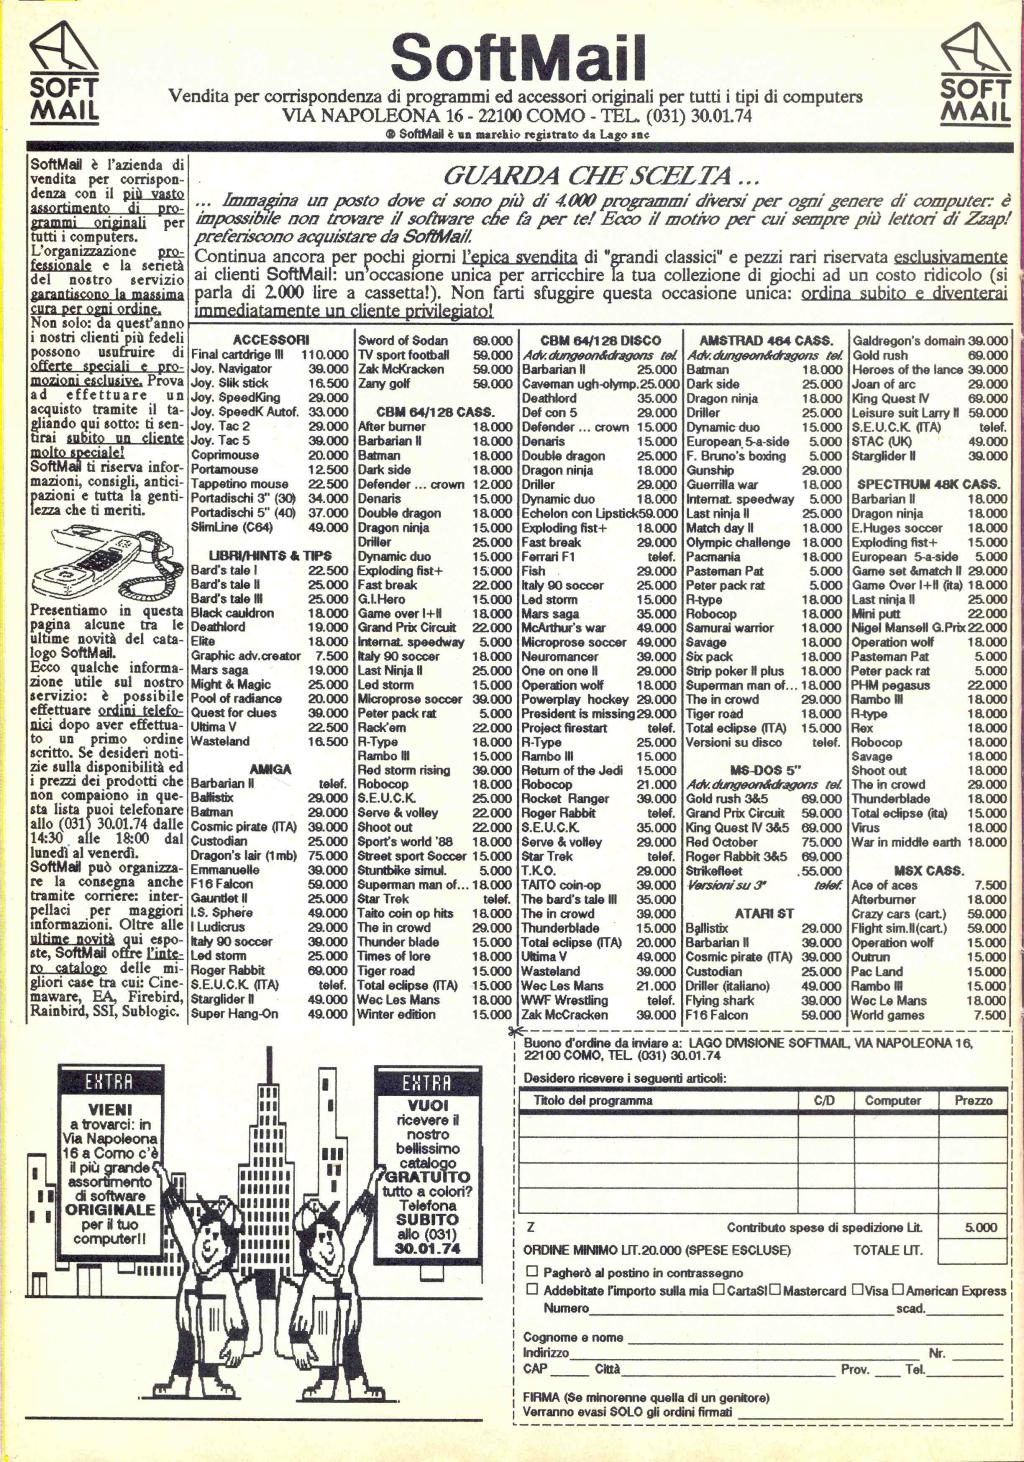 SOFT
MAIL
SoftMail
Vendita per corrispondenza di programmi ed accessori originali per tutti i tipi di computers
VIA NAPOLEONA 16 - 22100 COMO - TEL. (031) 30.01.74
® SoftMail è un marchio registrato da Lago snc
SOFT
MAIL
SoftMail è l'azienda di
vendita per corrispon-
denza con il più vasto
assortimento di pro-
grammi originali per
tutti i computers.
L'organizzazione pro-
fessionale e la serietà
del nostro servizio
garantiscono la massima
cura per ogni ordine.
Non solo: da quest'anno
i nostri clienti più fedeli
possono usufruire di
offerte speciali e pro-
mozioni esclusive. Prova
ad effettuare un
acquisto tramite il ta-
gliando qui sotto: ti sen-
tirai subito un cliente
molto speciale!
SoftMail ti riserva infor-
mazioni, consigli, antici-
pazioni e tutta la genti-
lezza che ti meriti.
Presentiamo in questa
pagina alcune tra le
ultime novità del cata-
logo SoftMail.
Ecco qualche informa-
zione utile sul nostro
servizio: è possibile
effettuare ordini telefo-
nici dopo aver effettua-
to un primo ordine
scritto. Se desideri noti-
zie sulla disponibilità ed
i prezzi dei prodotti che
non compaiono in que-
sta lista puoi telefonare
allo (031) 30.01.74 dalle
14:30 alle 18:00 dal
lunedì al venerdì.
SoftMail può organizza-
re la consegna anche
tramite corriere: inter-
pellaci per maggiori
informazioni. Oltre alle
ultime novità qui espo-
ste, SoftMail offre l'inte-
ro catalogo delle mi-
gliori case tra cui: Cine-
maware, EA, Firebird,
Rainbird, SSI, Sublogic.
GUARDA CHE SCELTA ...
... Immagina un posto dove ci sono più di 4.000 programmi diversi per ogni genere di computer: è
impossibile non trovare il software che fa per te! Ecco il motivo per cui sempre più lettori di Zzap!
preferiscono acquistare da SoftMail.
Continua ancora per pochi giorni l'epica svendita di "grandi classici" e pezzi rari riservata esclusivamente
ai clienti SoftMail: un'occasione unica per arricchire la tua collezione di giochi ad un costo ridicolo (si
parla di 2.000 lire a cassetta!). Non farti sfuggire questa occasione unica: ordina subito e diventerai
immediatamente un cliente privilegiato!
ACCESSORI
Final cartdrige III 110.000
Joy. Navigator 39.000
Joy. Slik stick 16.500
Joy. SpeedKing 29.000
Joy. SpeedK Autof. 33.000
Joy. Tac 2 29.000
Joy. Tac 5 39.000
Coprimouse 20.000
Portamouse 12.500
Tappetino mouse 22.500
Portadischi 3" (30) 34.000
Portadischi 5" (40) 37.000
SlimLine (C64) 49.000
LIBRI/HINTS & TIPS
Bard's tale I 22.500
Bard's tale II 25.000
Bard's tale III 25.000
Black cauldron 18.000
Deathlord 19.000
Elite 18.000
Graphic adv.creator 7.500
Mars saga 19.000
Might & Magic 25.000
Pool of radiance 20.000
Quest for clues 39.000
Ultima V 22.500
Wasteland 16.500
AMIGA
Barbarian II telef.
Ballistix 29.000
Batman 29.000
Cosmic pirate (ITA) 39.000
Custodian 25.000
Dragon's lair (1mb) 75.000
Emmanuelle 39.000
F16 Falcon 59.000
Gauntlet II 25.000
I.S. Sphere 49.000
I Ludicrus 29.000
Italy 90 soccer 39.000
Led storm 25.000
Roger Rabbit 69.000
S.E.U.C.K. (ITA) telef.
Starglider II 49.000
Super Hang-On 49.000
Sword of Sodan 69.000
TV sport football 59.000
Zak McKracken 59.000
Zany golf 59.000
CBM 64/128 CASS.
After burner 18.000
Barbarian II 18.000
Batman 18.000
Dark side 18.000
Defender ... crown 12.000
Denaris 15.000
Double dragon 18.000
Dragon ninja 15.000
Driller 25.000
Dynamic duo 15.000
Exploding fist+ 15.000
Fast break 22.000
G.I.Hero 15.000
Game over I+II 18.000
Grand Prix Circuit 22.000
Internat. speedway 5.000
Italy 90 soccer 18.000
Last Ninja II 25.000
Led storm 15.000
Microprose soccer 39.000
Peter pack rat 5.000
Rack'em 22.000
R-Type 18.000
Rambo III 15.000
Red storm rising 39.000
Robocop 18.000
S.E.U.C.K. 25.000
Serve & volley 22.000
Shoot out 22.000
Sport's world '88 18.000
Street sport Soccer 15.000
Stuntbike simul. 5.000
Superman man of... 18.000
Star Trek telef.
Taito coin op hits 18.000
The in crowd 29.000
Thunder blade 15.000
Times of lore 18.000
Tiger road 15.000
Total eclipse (ITA) 15.000
Wec Les Mans 18.000
Winter edition 15.000
CBM 64/128 DISCO
Adv.dungeon&dragons tel.
Barbarian II 25.000
Caveman ugh-olymp.25.000
Deathlord 35.000
Def con 5 29.000
Defender ... crown 15.000
Denaris 15.000
Double dragon 25.000
Dragon ninja 18.000
Driller 29.000
Dynamic duo 18.000
Echelon con Lipstick59.000
Exploding fist+ 18.000
Fast break 29.000
Ferrari F1 telef.
Fish 29.000
Italy 90 soccer 25.000
Led storm 15.000
Mars saga 35.000
McArthur's war 49.000
Microprose soccer 49.000
Neuromancer 39.000
One on one II 29.000
Operation wolf 18.000
Powerplay hockey 29.000
President is missing29.000
Project firestart telef.
R-Type 25.000
Rambo III 15.000
Return of the Jedi 15.000
Robocop 21.000
Rocket Ranger 39.000
Roger Rabbit telef.
S.E.U.C.K. 35.000
Serve & volley 29.000
Star Trek telef.
T.K.O. 29.000
TAITO coin-op 39.000
The bard's tale III 35.000
The in crowd 39.000
Thunderblade 15.000
Total eclipse (ITA) 20.000
Ultima V 49.000
Wasteland 39.000
Wec Les Mans 21.000
WWF Wrestling telef.
Zak McCracken 39.000
AMSTRAD 464 CASS.
Adv.dungeon&dragons tel.
Batman 18.000
Dark side 25.000
Dragon ninja 18.000
Driller 25.000
Dynamic duo 15.000
European 5-a-side 5.000
F. Bruno's boxing 5.000
Gunship 29.000
Guerrilla war 18.000
Internat. speedway 5.000
Last ninja II 25.000
Match day II 18.000
Olympic challenge 18.000
Pacmania 18.000
Pasteman Pat 5.000
Peter pack rat 5.000
R-type 18.000
Robocop 18.000
Samurai warrior 18.000
Savage 18.000
Six pack 18.000
Strip poker II plus 18.000
Superman man of... 18.000
The in crowd 29.000
Tiger road 18.000
Total eclipse (ITA) 15.000
Versioni su disco telef.
MS-DOS 5"
Adv.dungeon&dragons tel.
Gold rush 3&5 69.000
Grand Prix Circuit 59.000
King Quest IV 3&5 69.000
Red October 75.000
Roger Rabbit 3&5 69.000
Strikefleet .55.000
Versioni su 3" telef.
ATARI ST
Ballistix 29.000
Barbarian II 39.000
Cosmic pirate (ITA) 39.000
Custodian 25.000
Driller (italiano) 49.000
Flying shark 39.000
F16 Falcon 59.000
Galdregon's domain 39.000
Gold rush 69.000
Heroes of the lance 39.000
Joan of arc 29.000
King Quest IV 69.000
Leisure suit Larry II 59.000
S.E.U.C.K. (ITA) telef.
STAC (UK) 49.000
Starglider II 39.000
SPECTRUM 48K CASS.
Barbarian II 18.000
Dragon ninja 18.000
E.Huges soccer 18.000
Exploding fist+ 15.000
European 5-a-side 5.000
Game set &match II 29.000
Game Over I+II (ita) 18.000
Last ninja II 25.000
Mini putt 22.000
Nigel Mansell G.Prix22.000
Operation wolf 18.000
Pasteman Pat 5.000
Peter pack rat 5.000
PHM pegasus 22.000
Rambo III 18.000
R-type 18.000
Rex 18.000
Robocop 18.000
Savage 18.000
Shoot out 18.000
The in crowd 29.000
Thunderblade 18.000
Total eclipse (ita) 15.000
Virus 18.000
War in middle earth 18.000
MSX CASS.
Ace of aces 7.500
Afterburner 18.000
Crazy cars (cart.) 59.000
Flight sim.II(cart.) 59.000
Operation wolf 15.000
Outrun 15.000
Pac Land 15.000
Rambo III 15.000
Wec Le Mans 18.000
World games 7.500
EXTRA
VIENI
a trovarci: in
Via Napoleona
16 a Como c'è
il più grande
assortimento
di software
ORIGINALE
per il tuo
computer!!
EXTRA
VUOI
ricevere il
nostro
bellissimo
catalogo
GRATUITO
tutto a colori?
Telefona
SUBITO
allo (031)
30.01.74
Buono d'ordine da inviare a: LAGO DIVISIONE SOFTMAIL, VIA NAPOLEONA 16,
22100 COMO, TEL. (031) 30.01.74
Desidero ricevere i seguenti articoli:
Titolo del programma C/D Computer Prezzo
Z Contributo spese di spedizione Lit. 5.000
ORDINE MINIMO LIT.20.000 (SPESE ESCLUSE) TOTALE LIT.
Pagherò al postino in contrassegno
Addebitate l'importo sulla mia CartaSI Mastercard Visa American Express
Numero scad.
Cognome e nome
Indirizzo Nr.
CAP Città Prov. Tel.
FIRMA (Se minorenne quella di un genitore)
Verranno evasi SOLO gli ordini firmati